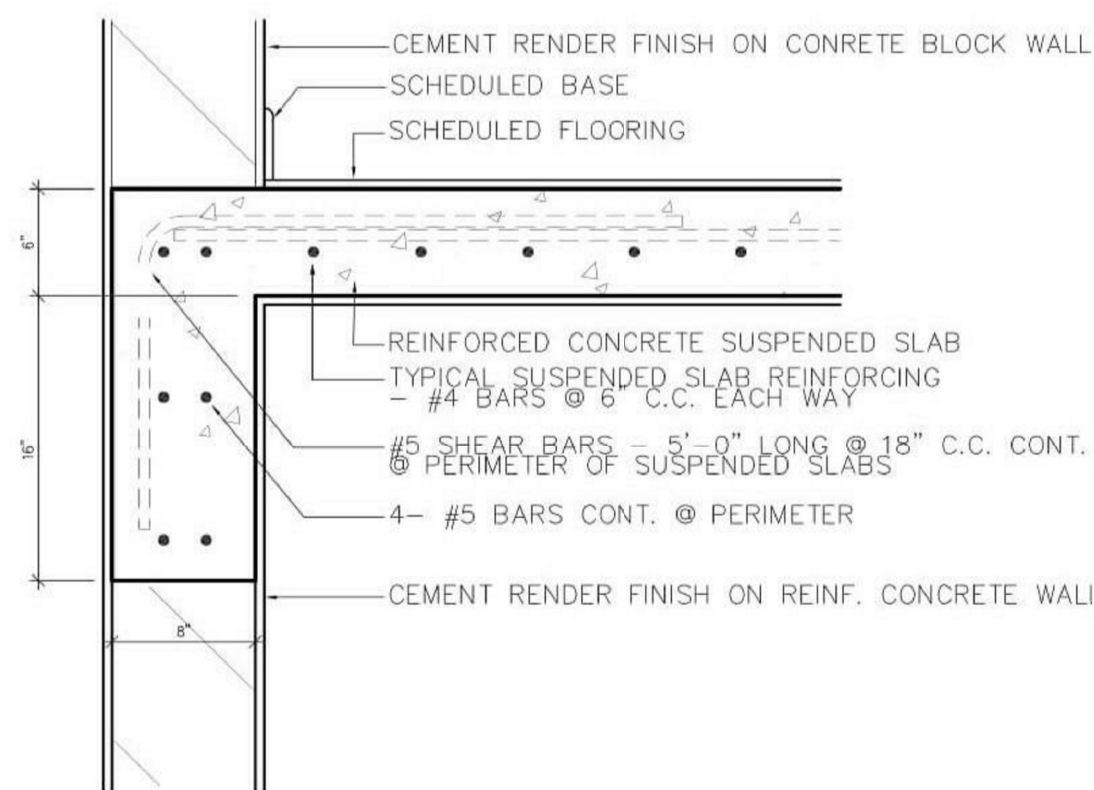 CEMENT RENDER FINISH ON CONRETE BLOCK WALL
SCHEDULED BASE
SCHEDULED FLOORING
6"
REINFORCED CONCRETE SUSPENDED SLAB
TYPICAL SUSPENDED SLAB REINFORCING
- #4 BARS @ 6" C.C. EACH WAY
16"
#5 SHEAR BARS - 5'-0" LONG @ 18" C.C. CONT.
@ PERIMETER OF SUSPENDED SLABS
4- #5 BARS CONT. @ PERIMETER
CEMENT RENDER FINISH ON REINF. CONCRETE WALL
8"